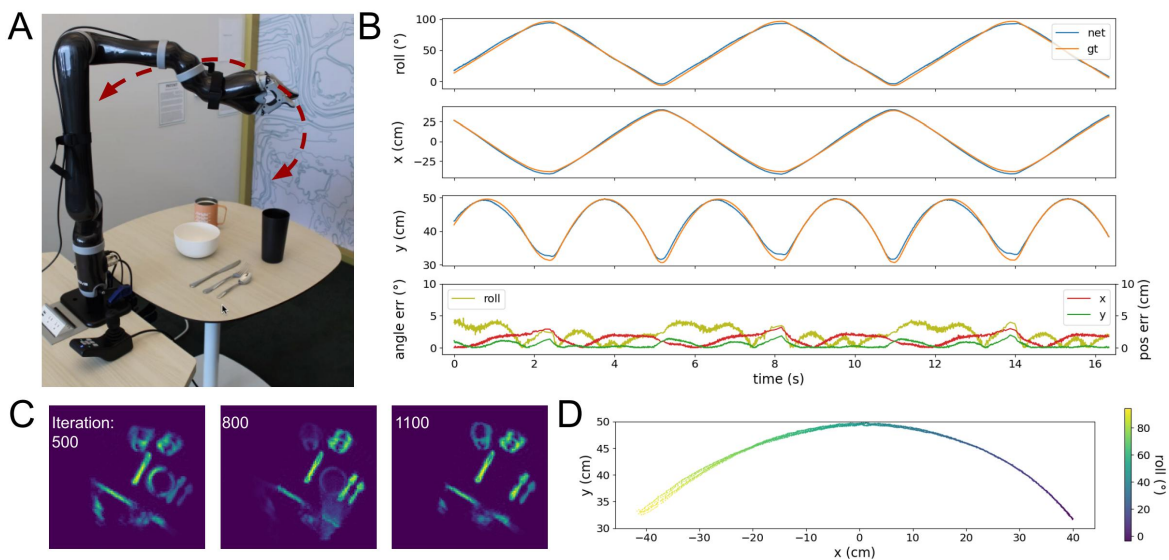 A
B
roll (°)
100
50
0
net
gt
x (cm)
25
0
−25
y (cm)
50
40
30
angle err (°)
10
5
0
roll
x
y
10
5
0
pos err (cm)
0 2 4 6 8 10 12 14 16
time (s)
C
Iteration:
500
800
1100
D
y (cm)
50
45
40
35
30
−40 −30 −20 −10 0 10 20 30 40
x (cm)
80
60
40
20
0
roll (°)